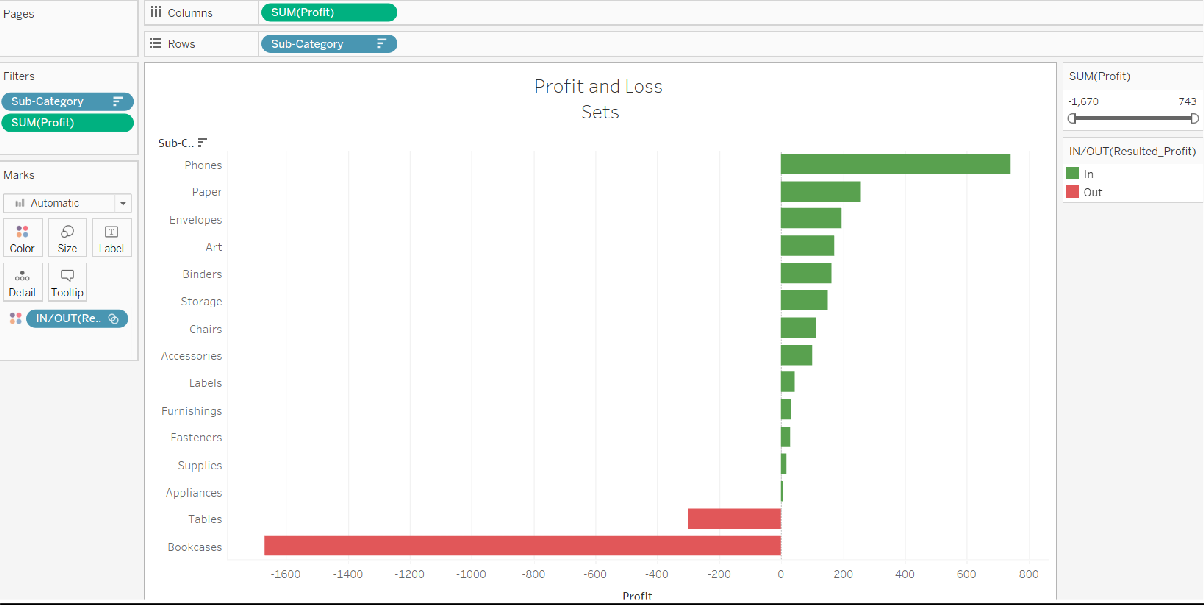 Pages
Columns
SUM(Profit)
Rows
Sub-Category
Filters
Sub-Category
SUM(Profit)
Marks
Automatic
Color
Size
Label
Detail
Tooltip
IN/OUT(Re..
Profit and Loss
Sets
Sub-C..
Phones
Paper
Envelopes
Art
Binders
Storage
Chairs
Accessories
Labels
Furnishings
Fasteners
Supplies
Appliances
Tables
Bookcases
-1600 -1400 -1200 -1000 -800 -600 -400 -200 0 200 400 600 800
Profit
SUM(Profit)
-1,670 743
IN/OUT(Resulted_Profit)
In
Out